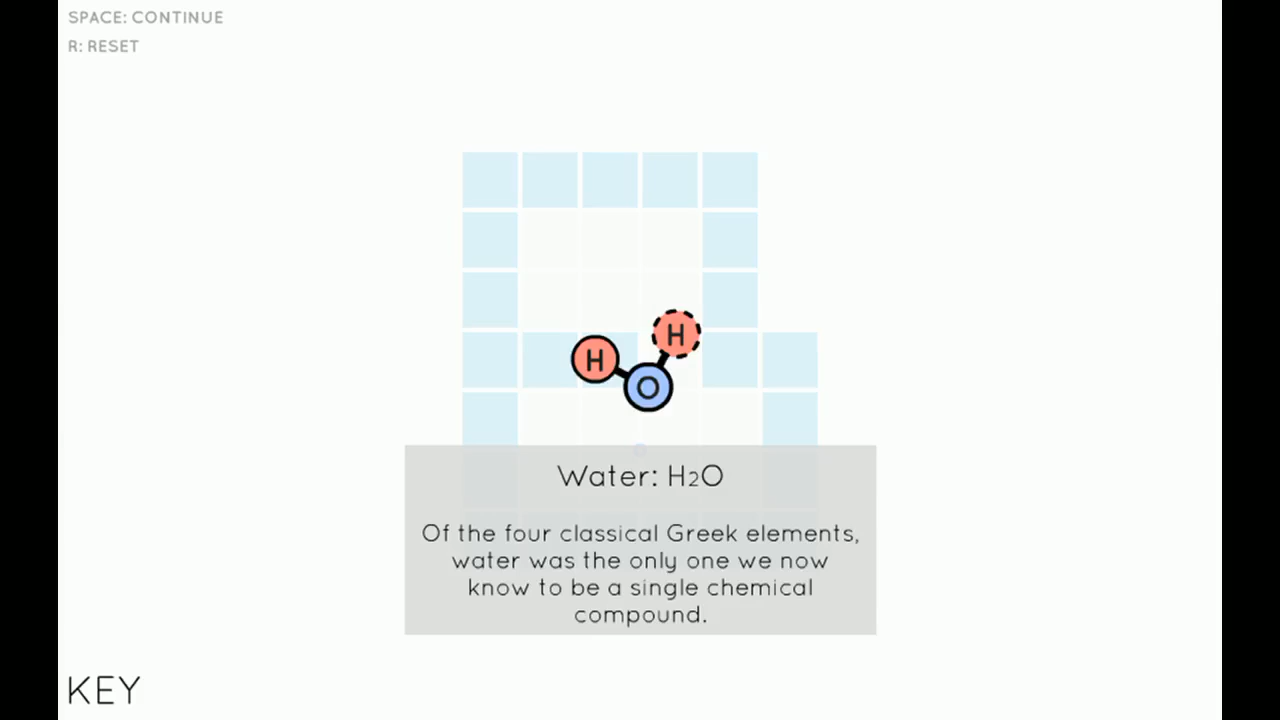 SPACE: CONTINUE
R: RESET
H
H
O
Water: H₂O
Of the four classical Greek elements,
water was the only one we now
know to be a single chemical
compound.
KEY